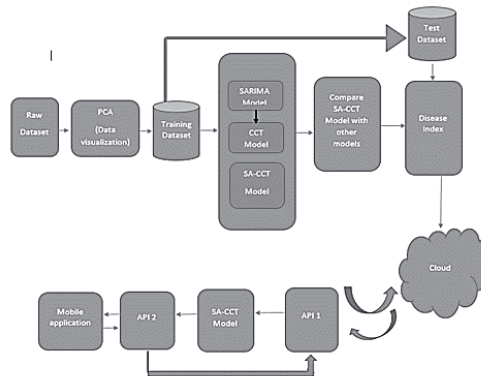 Test
Dataset
SARIMA
Model
CCT
Model
SA-CCT
Model
Raw
Dataset
PCA
(Data
visualization)
Training
Dataset
Compare
SA-CCT
Model with
other
models
Disease
Index
Cloud
Mobile
application
API 2
SA-CCT
Model
API 1